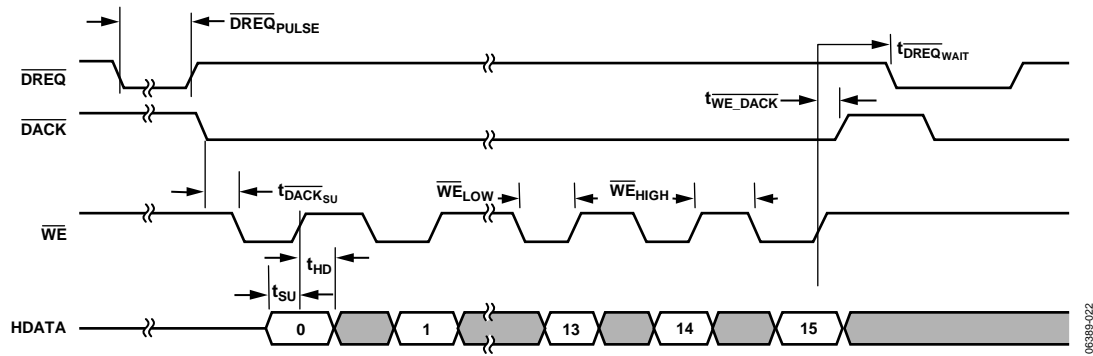 DREQPULSE
tDREQWAIT
DREQ
tWE_DACK
DACK
tDACKSU
WELOW
WEHIGH
WE
tHD
tSU
HDATA
0
1
13
14
15
06389-022